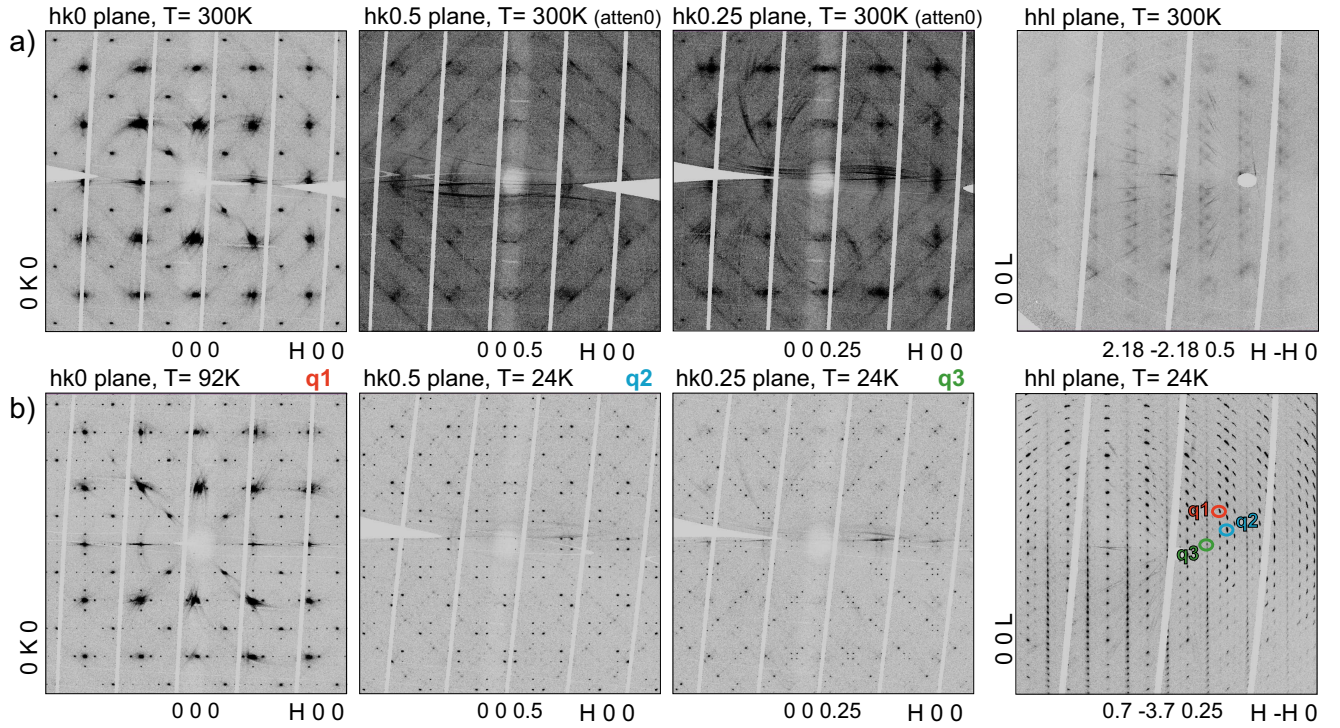 hk0 plane, T= 300K
hk0.5 plane, T= 300K (atten0)
hk0.25 plane, T= 300K (atten0)
hhl plane, T= 300K
a)
0 K 0
0 0 L
0 0 0
H 0 0
0 0 0.5
H 0 0
0 0 0.25
H 0 0
2.18 -2.18 0.5
H -H 0
hk0 plane, T= 92K
q1
hk0.5 plane, T= 24K
q2
hk0.25 plane, T= 24K
q3
hhl plane, T= 24K
b)
q1
q2
q3
0 K 0
0 0 L
0 0 0
H 0 0
0 0 0.5
H 0 0
0 0 0.25
H 0 0
0.7 -3.7 0.25
H -H 0